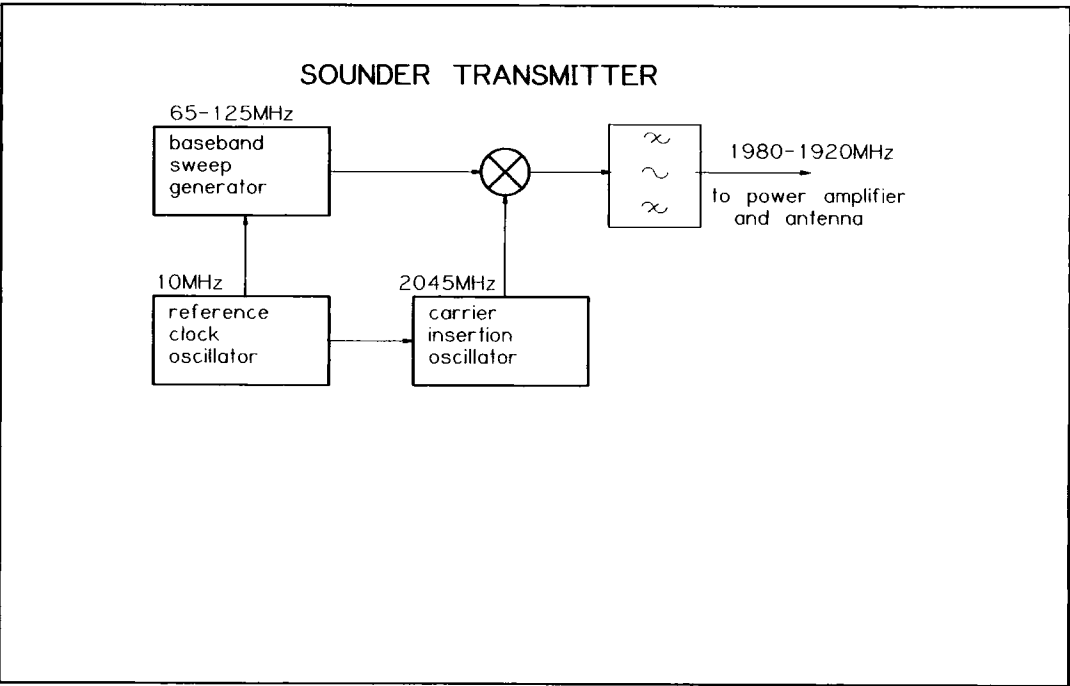 SOUNDER TRANSMITTER
65-125MHz
baseband
sweep
generator
1980-1920MHz
to power amplifier
and antenna
10MHz
reference
clock
oscillator
2045MHz
carrier
insertion
oscillator